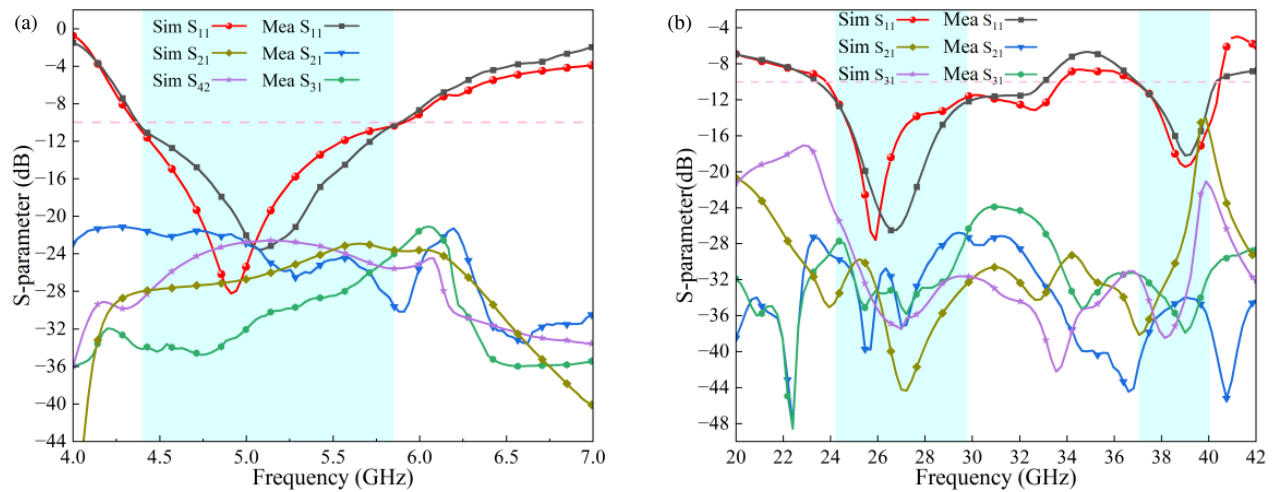 (a)
Sim S11 Mea S11
Sim S21 Mea S21
Sim S42 Mea S31
S-parameter (dB)
0
−4
−8
−12
−16
−20
−24
−28
−32
−36
−40
−44
4.0 4.5 5.0 5.5 6.0 6.5 7.0
Frequency (GHz)
(b)
Sim S11 Mea S11
Sim S21 Mea S21
Sim S31 Mea S31
S-parameter(dB)
−4
−8
−12
−16
−20
−24
−28
−32
−36
−40
−44
−48
20 22 24 26 28 30 32 34 36 38 40 42
Frequency (GHz)